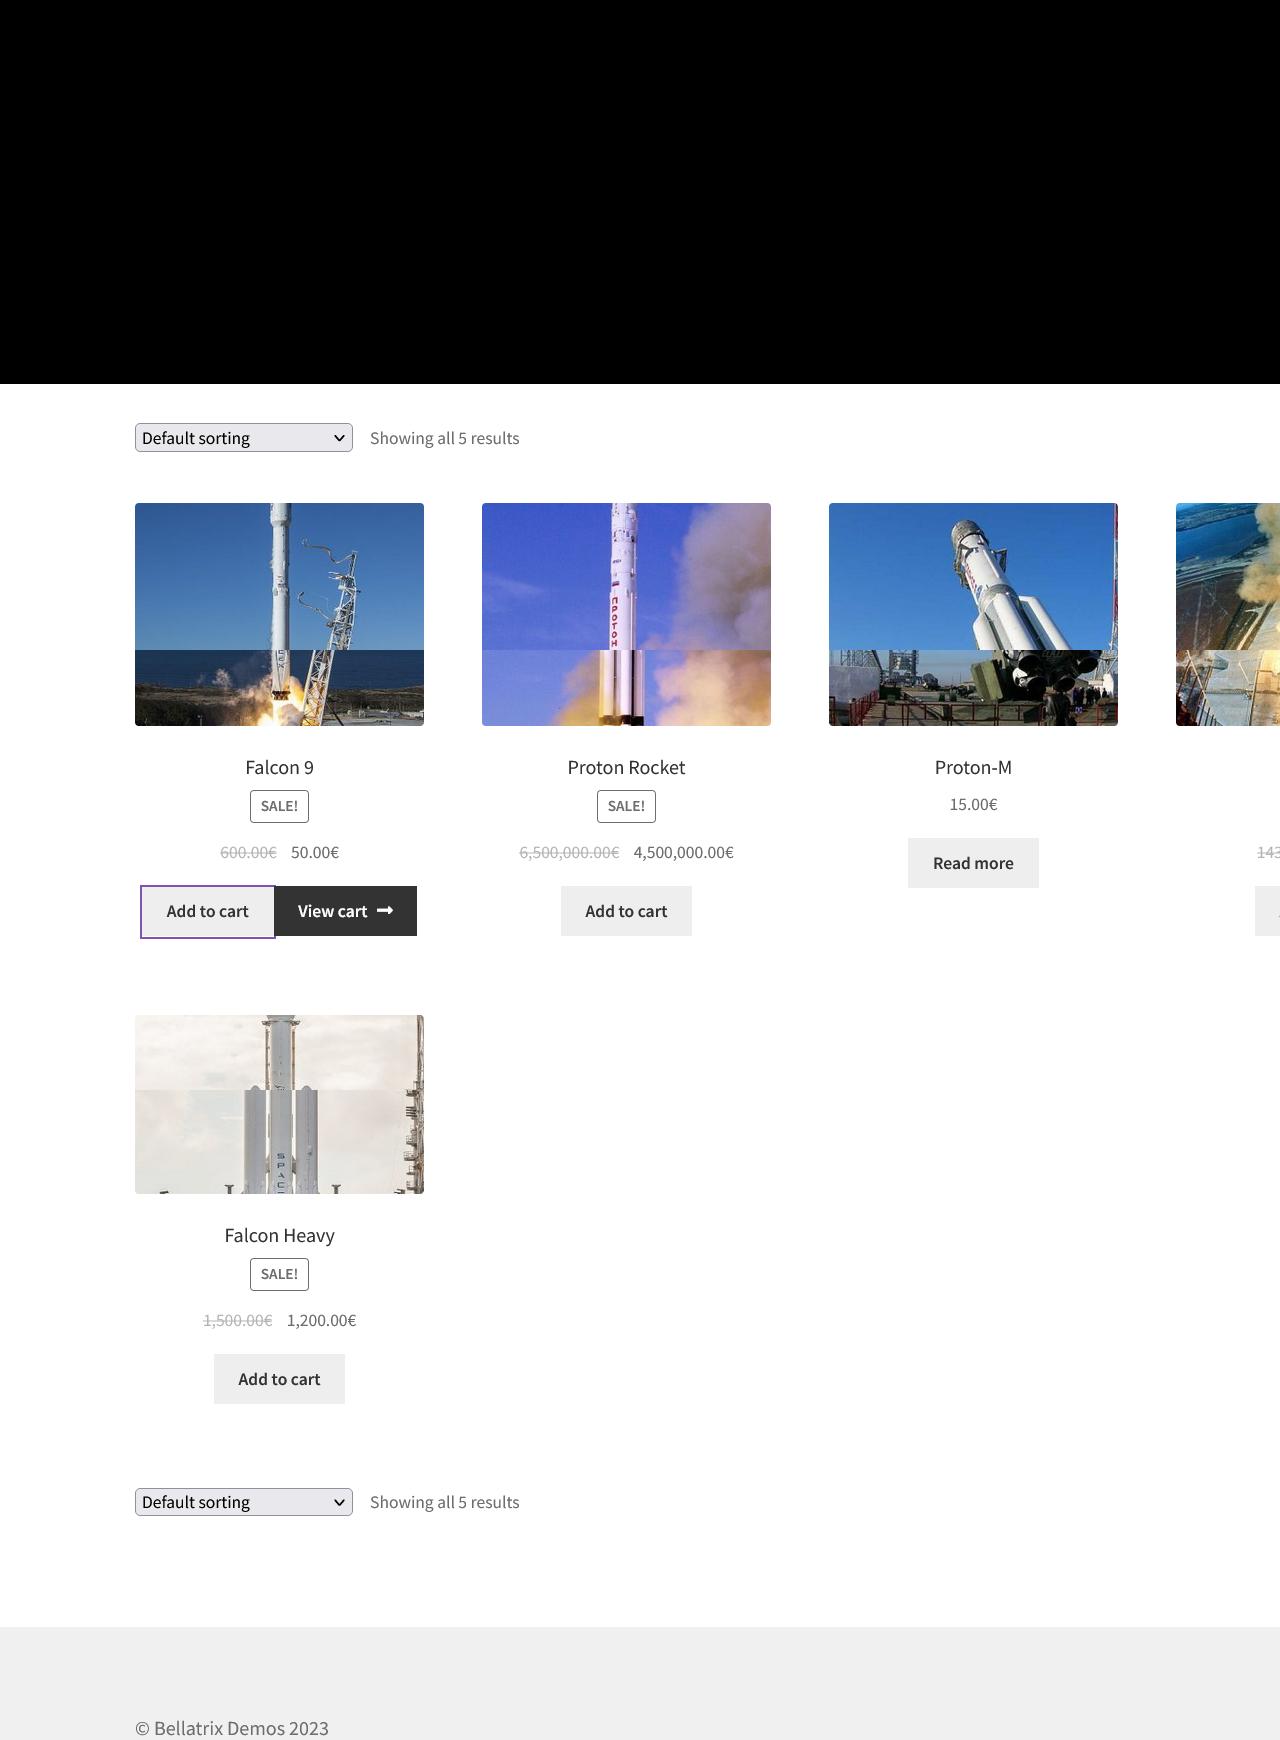 Default sorting
Showing all 5 results
ПРОТОН
Falcon 9
SALE!
600.00€ 50.00€
Add to cart
View cart
Proton Rocket
SALE!
6,500,000.00€ 4,500,000.00€
Add to cart
Proton-M
15.00€
Read more
143
SPAC
Falcon Heavy
SALE!
1,500.00€ 1,200.00€
Add to cart
Default sorting
Showing all 5 results
© Bellatrix Demos 2023